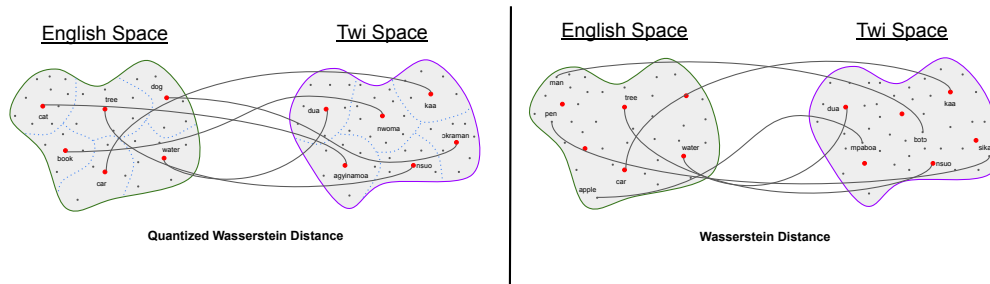 English Space
Twi Space
dog
tree
cat
book
water
car
dua
kaa
nwoma
ɔkraman
nsuo
agyinamoa
Quantized Wasserstein Distance
English Space
Twi Space
man
tree
pen
water
car
apple
kaa
dua
botɔ
mpaboa
sika
nsuo
Wasserstein Distance